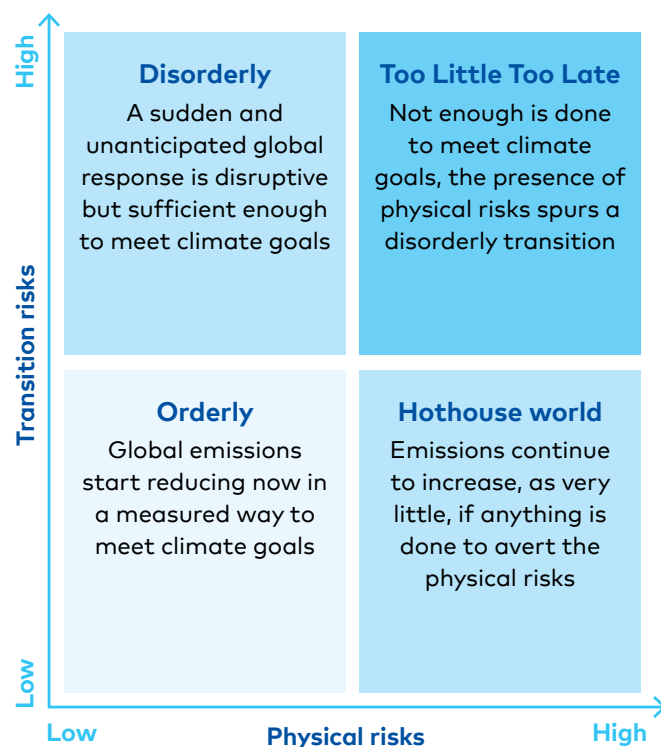 High
Transition risks
Low
Disorderly
A sudden and
unanticipated global
response is disruptive
but sufficient enough
to meet climate goals
Too Little Too Late
Not enough is done
to meet climate
goals, the presence of
physical risks spurs a
disorderly transition
Orderly
Global emissions
start reducing now in
a measured way to
meet climate goals
Hothouse world
Emissions continue
to increase, as very
little, if anything is
done to avert the
physical risks
Low
Physical risks
High